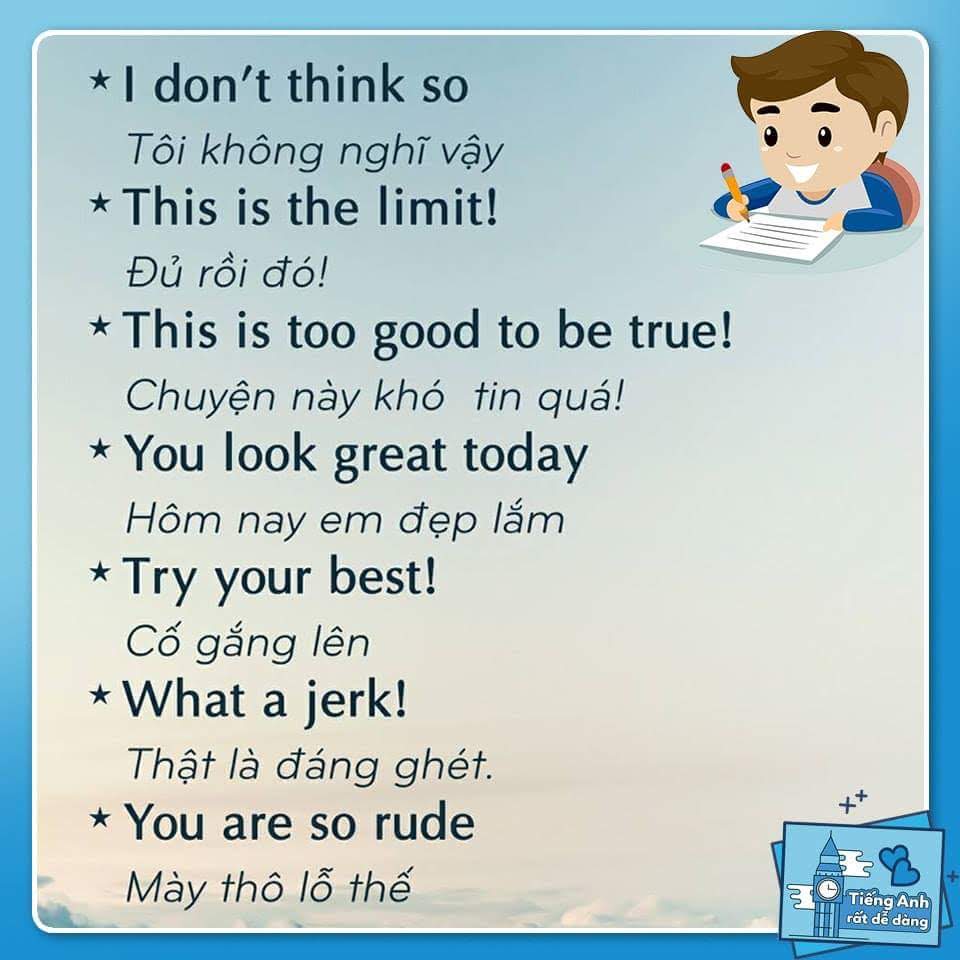 ★ I don't think so
Tôi không nghĩ vậy
★ This is the limit!
Đủ rồi đó!
★ This is too good to be true!
Chuyện này khó tin quá!
★ You look great today
Hôm nay em đẹp lắm
★ Try your best!
Cố gắng lên
★ What a jerk!
Thật là đáng ghét.
★ You are so rude
Mày thô lỗ thế
Tiếng Anh
rất dễ dàng